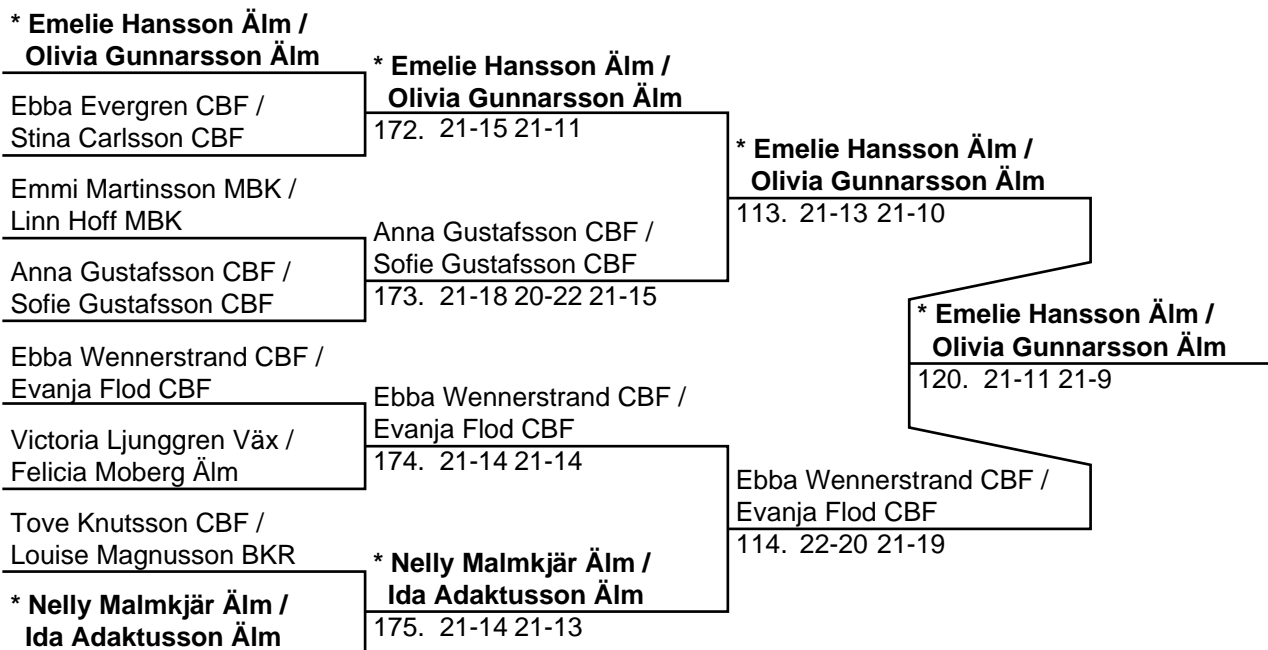 * Emelie Hansson Älm /
Olivia Gunnarsson Älm
Ebba Evergren CBF /
Stina Carlsson CBF
Emmi Martinsson MBK /
Linn Hoff MBK
Anna Gustafsson CBF /
Sofie Gustafsson CBF
Ebba Wennerstrand CBF /
Evanja Flod CBF
Victoria Ljunggren Väx /
Felicia Moberg Älm
Tove Knutsson CBF /
Louise Magnusson BKR
* Nelly Malmkjär Älm /
Ida Adaktusson Älm
* Emelie Hansson Älm /
Olivia Gunnarsson Älm
172. 21-15 21-11
Anna Gustafsson CBF /
Sofie Gustafsson CBF
173. 21-18 20-22 21-15
Ebba Wennerstrand CBF /
Evanja Flod CBF
174. 21-14 21-14
* Nelly Malmkjär Älm /
Ida Adaktusson Älm
175. 21-14 21-13
* Emelie Hansson Älm /
Olivia Gunnarsson Älm
113. 21-13 21-10
Ebba Wennerstrand CBF /
Evanja Flod CBF
114. 22-20 21-19
* Emelie Hansson Älm /
Olivia Gunnarsson Älm
120. 21-11 21-9